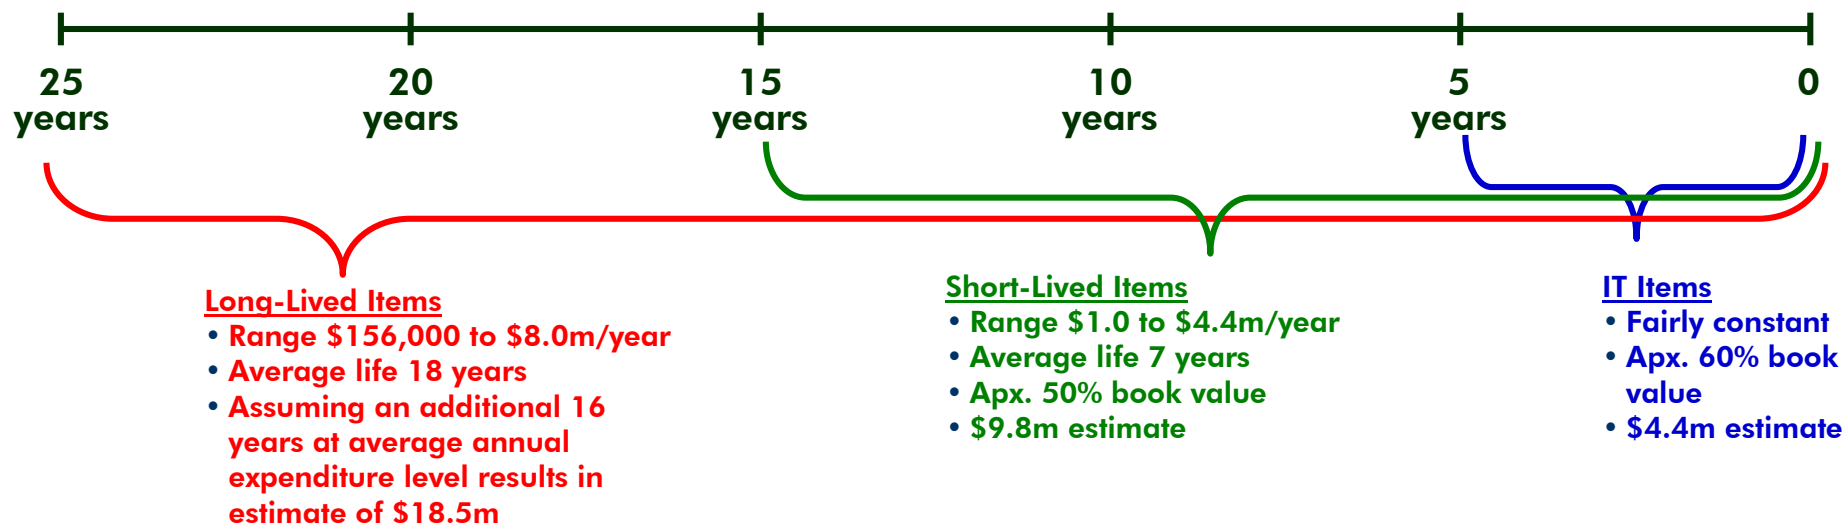 25 years
20 years
15 years
10 years
5 years
0
Long-Lived Items
• Range $156,000 to $8.0m/year
• Average life 18 years
• Assuming an additional 16
years at average annual
expenditure level results in
estimate of $18.5m
Short-Lived Items
• Range $1.0 to $4.4m/year
• Average life 7 years
• Apx. 50% book value
• $9.8m estimate
IT Items
• Fairly constant
• Apx. 60% book
value
• $4.4m estimate